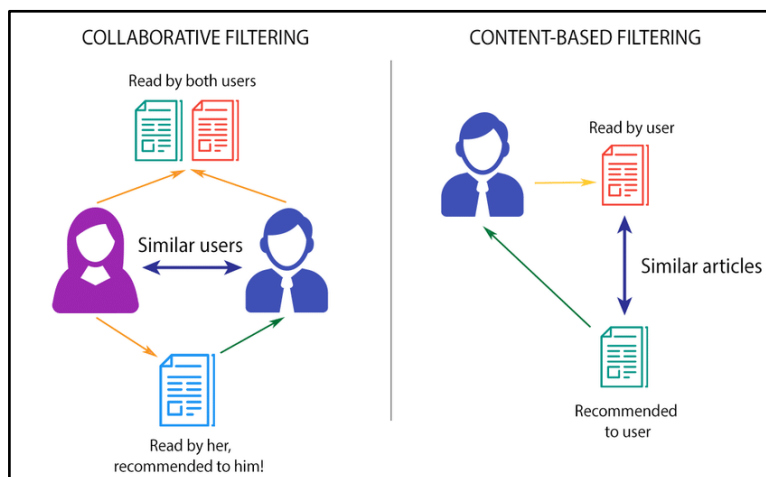 COLLABORATIVE FILTERING
Read by both users
Similar users
Read by her,
recommended to him!
CONTENT-BASED FILTERING
Read by user
Similar articles
Recommended
to user